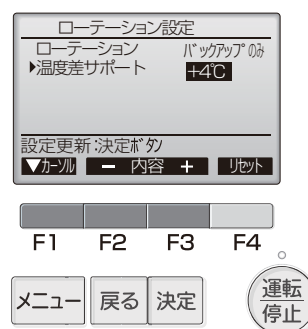 ローテーション設定
ローテーション バックアップのみ
▶温度差サポート +4℃
設定更新:決定ボタン
▼カーソル － 内容 ＋ リセット
F1 F2 F3 F4
メニュー 戻る 決定 運転
停止